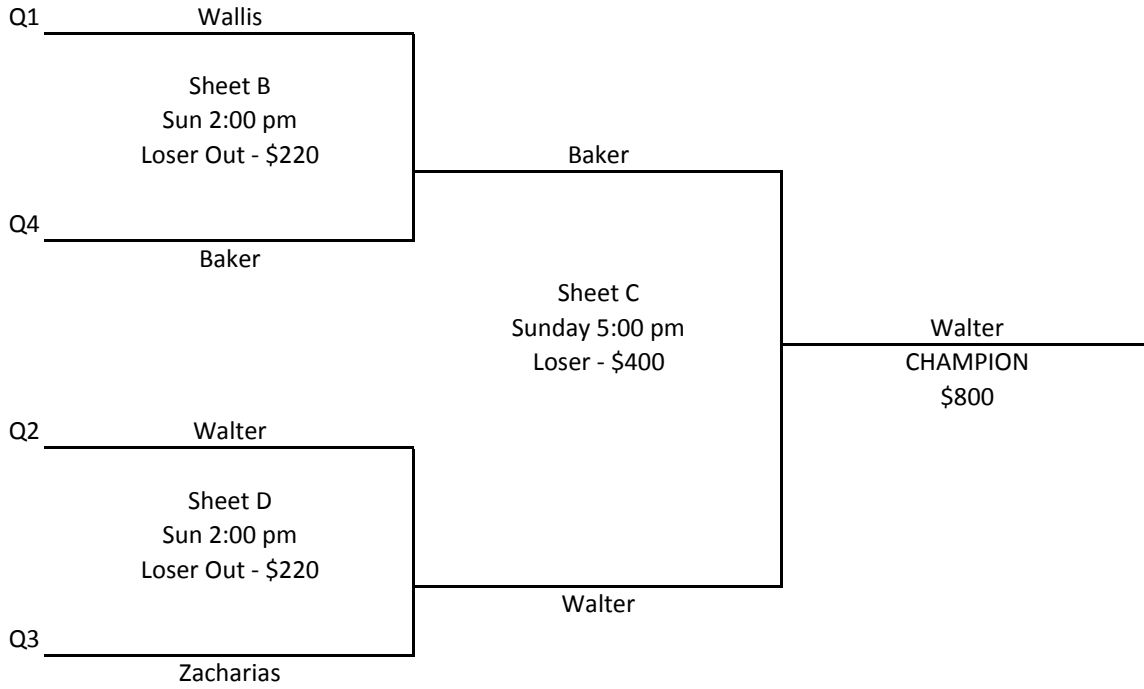 Q1
Wallis
Sheet B
Sun 2:00 pm
Loser Out - $220
Q4
Baker
Baker
Sheet C
Sunday 5:00 pm
Loser - $400
Walter
CHAMPION
$800
Q2
Walter
Sheet D
Sun 2:00 pm
Loser Out - $220
Walter
Q3
Zacharias